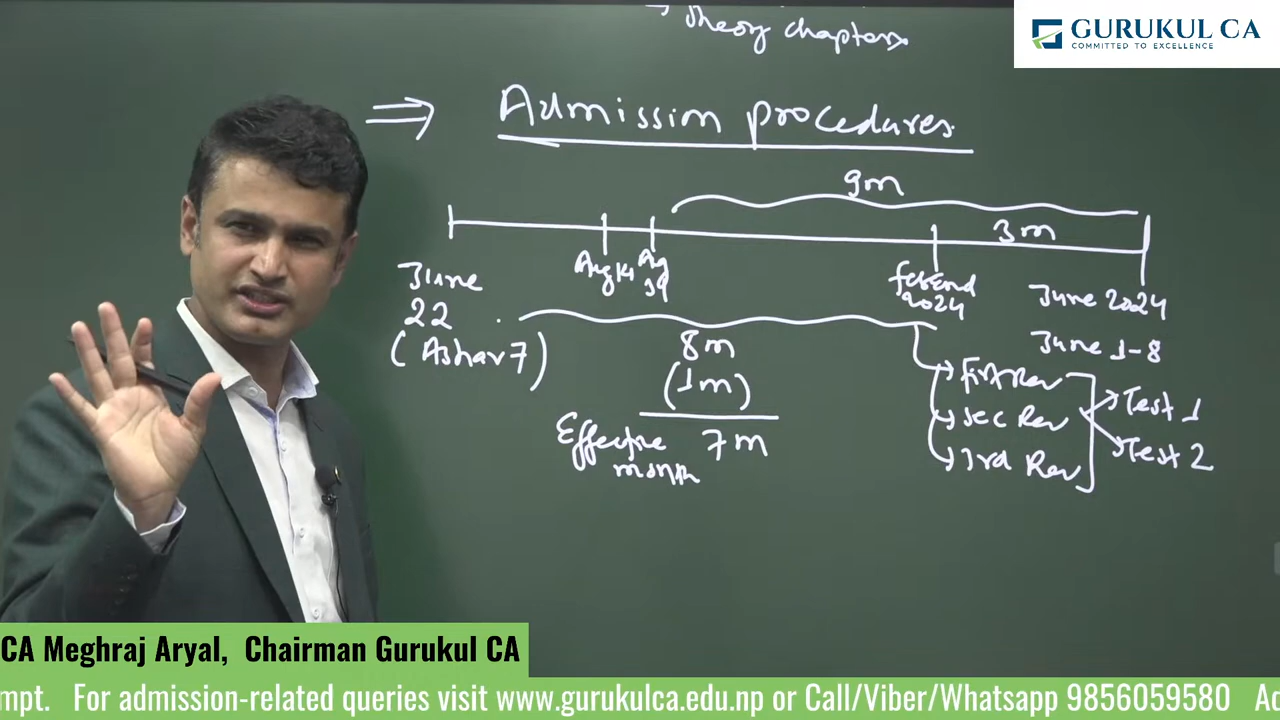 Theory chapters
GURUKUL CA
COMMITTED TO EXCELLENCE
⇒ Admission procedures
9m
3m
June
22
(Ashar 7)
Aug 14
Feb end
2024
June 2024
June 1-8
8m
(1m)
Effective
month
7m
First Rev
Sec Rev
3rd Rev
Test 1
Test 2
CA Meghraj Aryal, Chairman Gurukul CA
mpt. For admission-related queries visit www.gurukulca.edu.np or Call/Viber/Whatsapp 9856059580 Ad